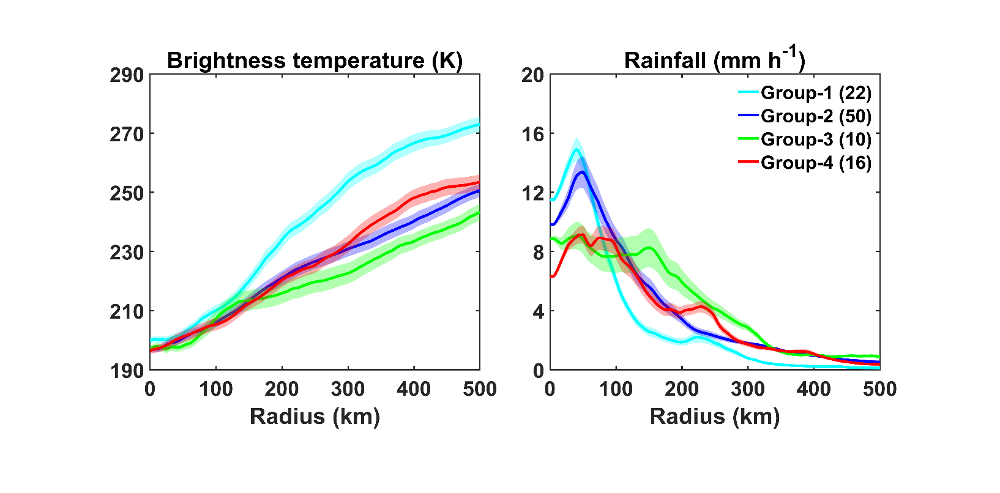 Brightness temperature (K)
290
270
250
230
210
190
0 100 200 300 400 500
Radius (km)
Rainfall (mm h-1)
20
16
12
8
4
0
Group-1 (22)
Group-2 (50)
Group-3 (10)
Group-4 (16)
0 100 200 300 400 500
Radius (km)